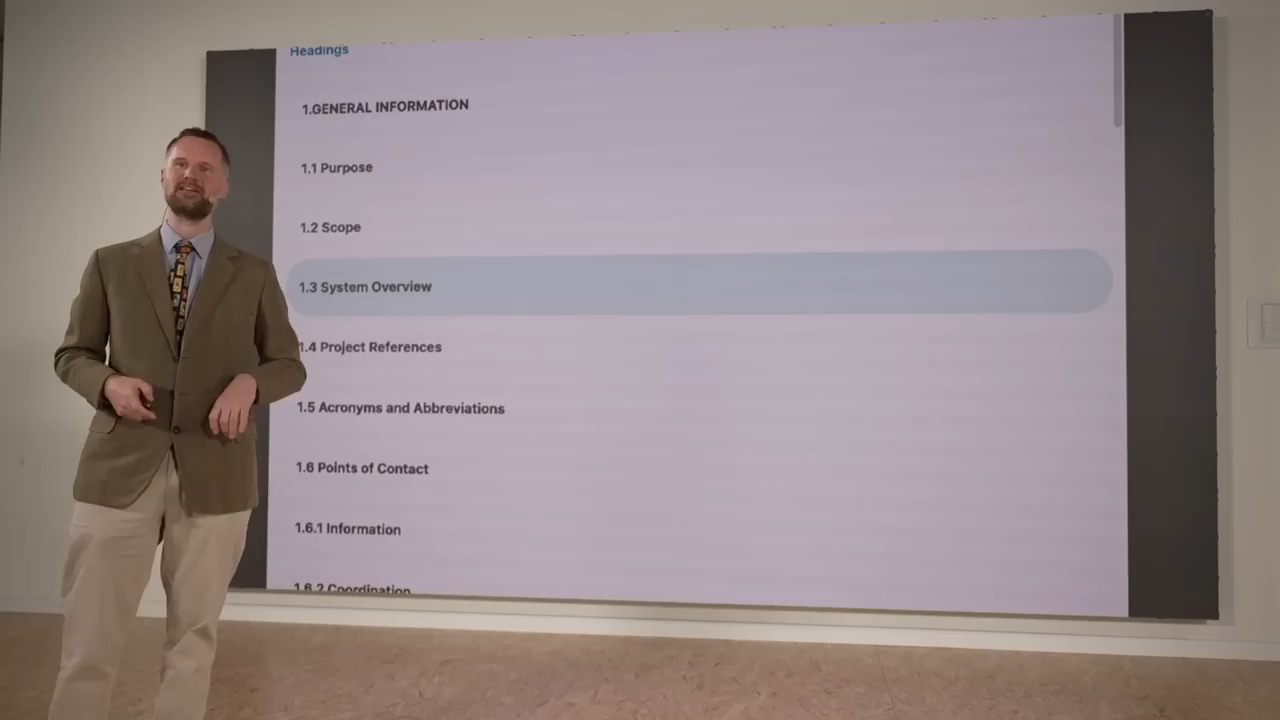 Headings
1.GENERAL INFORMATION
1.1 Purpose
1.2 Scope
1.3 System Overview
1.4 Project References
1.5 Acronyms and Abbreviations
1.6 Points of Contact
1.6.1 Information
1.6.2 Coordination